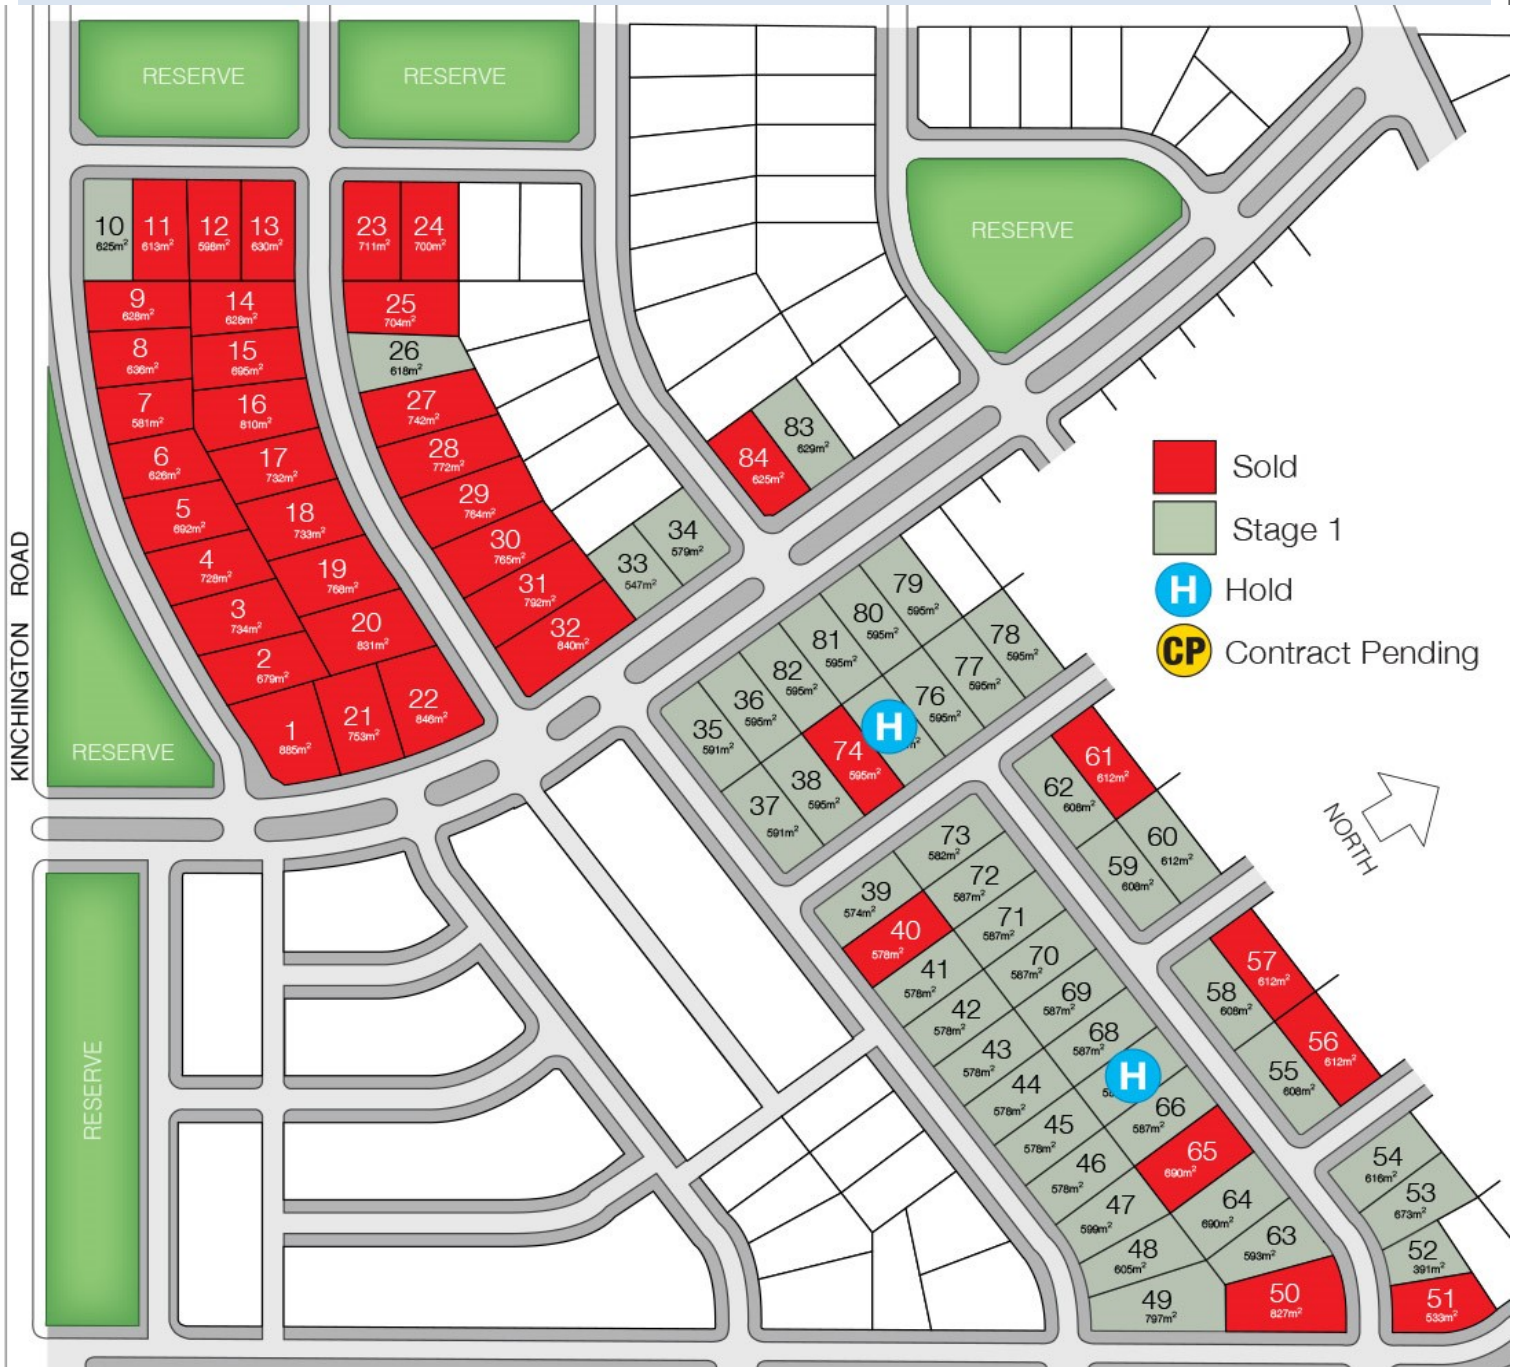 RESERVE
RESERVE
RESERVE
10
625m²
11
613m²
12
598m²
13
630m²
23
711m²
24
700m²
9
628m²
14
628m²
25
704m²
8
636m²
15
695m²
26
618m²
7
581m²
16
810m²
27
742m²
6
626m²
17
732m²
28
772m²
5
692m²
18
733m²
29
764m²
4
728m²
19
768m²
30
765m²
3
734m²
20
831m²
31
792m²
2
679m²
32
840m²
1
885m²
21
753m²
22
846m²
33
547m²
34
579m²
84
625m²
83
629m²
KINCHINGTON ROAD
RESERVE
RESERVE
Sold
Stage 1
H Hold
CP Contract Pending
NORTH
79
595m²
80
595m²
81
595m²
82
595m²
36
595m²
35
591m²
78
595m²
77
595m²
76
595m²
H
m²
74
595m²
38
595m²
37
591m²
61
612m²
62
608m²
60
612m²
59
608m²
73
582m²
72
587m²
39
574m²
40
578m²
71
587m²
41
578m²
70
587m²
42
578m²
69
587m²
43
578m²
68
587m²
H
44
578m²
45
578m²
66
587m²
46
578m²
65
690m²
47
599m²
64
690m²
48
605m²
63
593m²
49
797m²
50
827m²
57
612m²
58
608m²
56
612m²
55
608m²
54
616m²
53
673m²
52
391m²
51
533m²